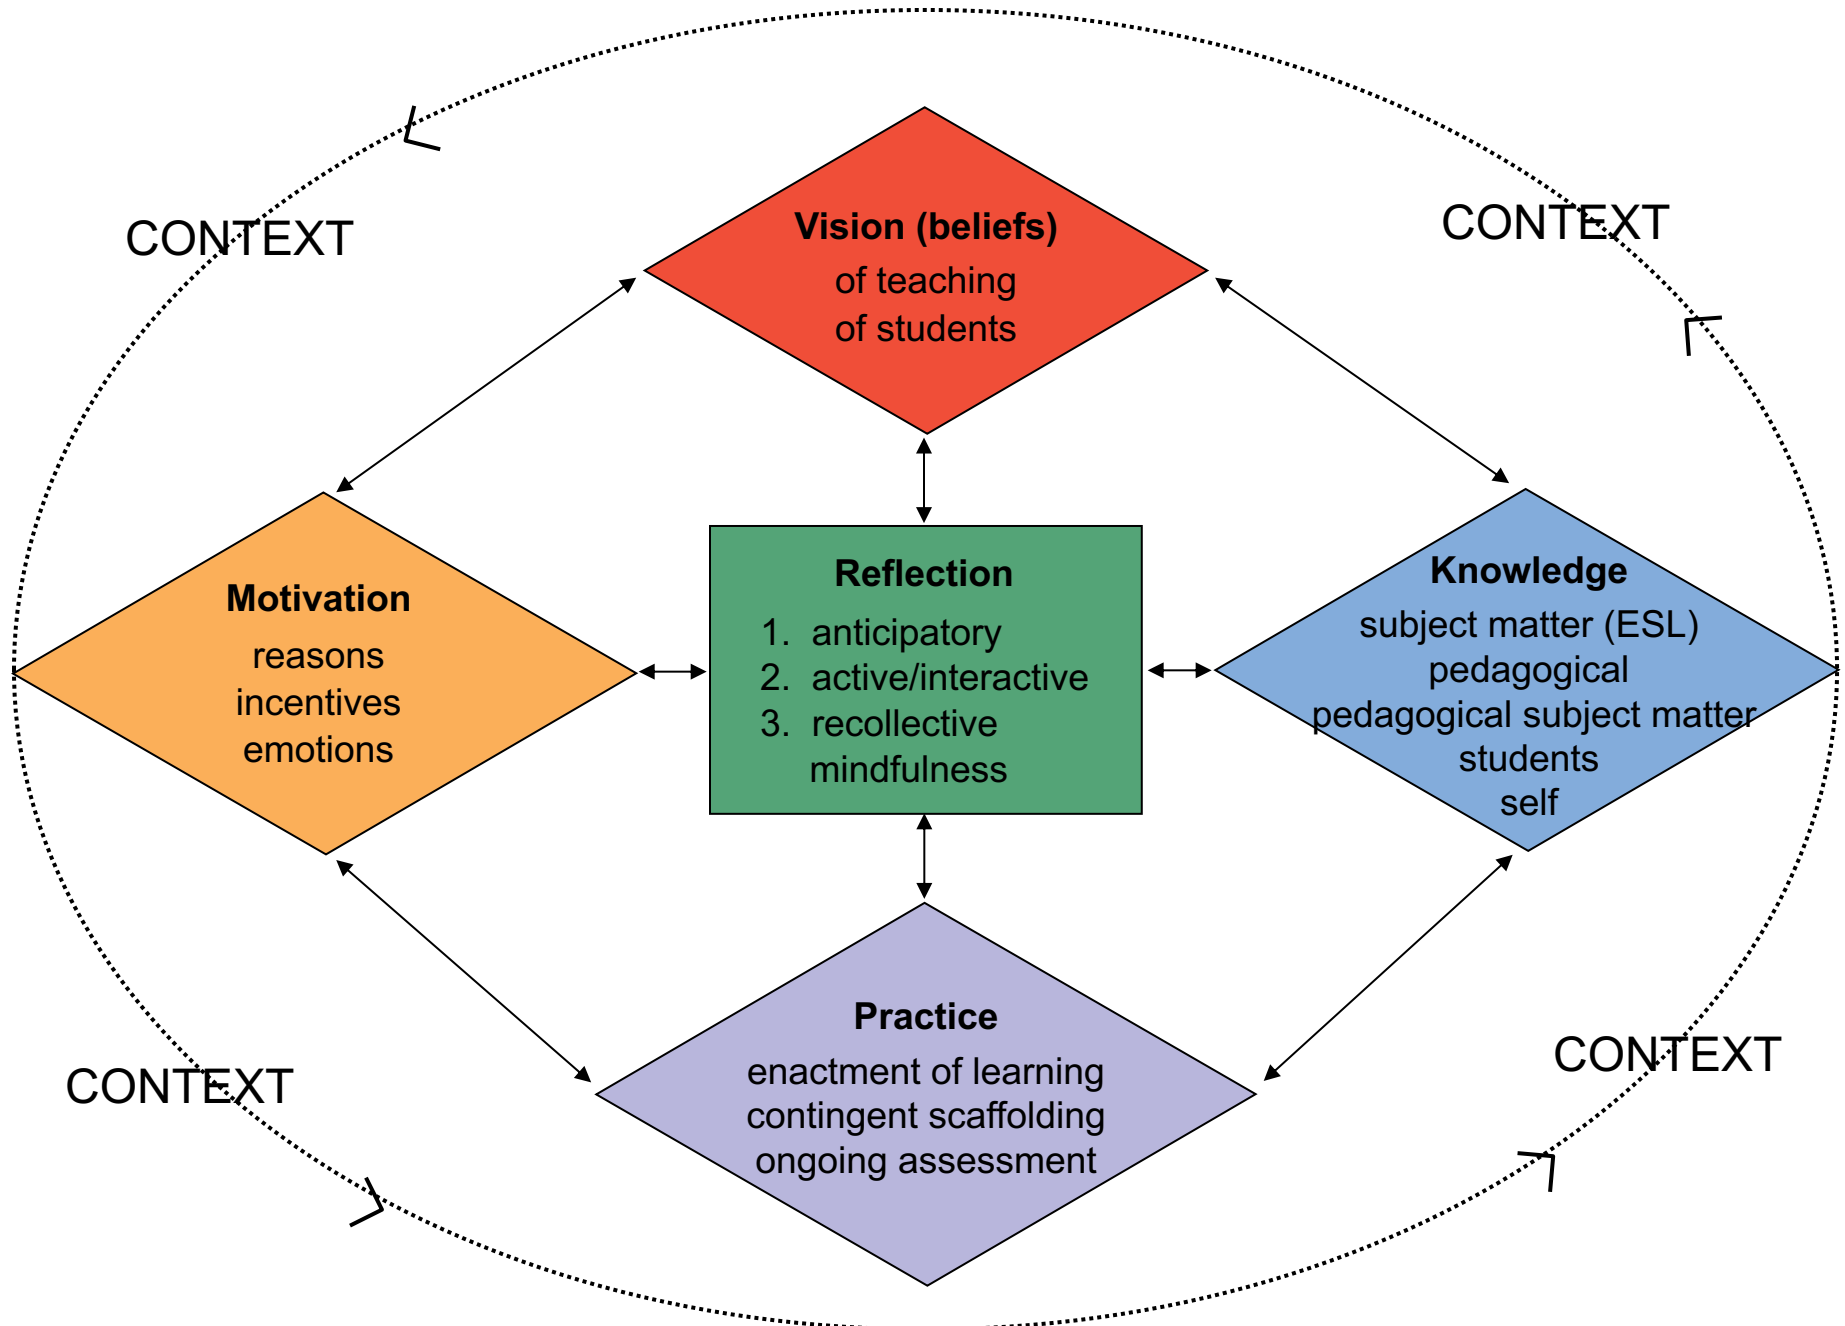 CONTEXT
CONTEXT
Vision (beliefs)
of teaching
of students
Motivation
reasons
incentives
emotions
Reflection
1. anticipatory
2. active/interactive
3. recollective
mindfulness
Knowledge
subject matter (ESL)
pedagogical
pedagogical subject matter
students
self
Practice
enactment of learning
contingent scaffolding
ongoing assessment
CONTEXT
CONTEXT